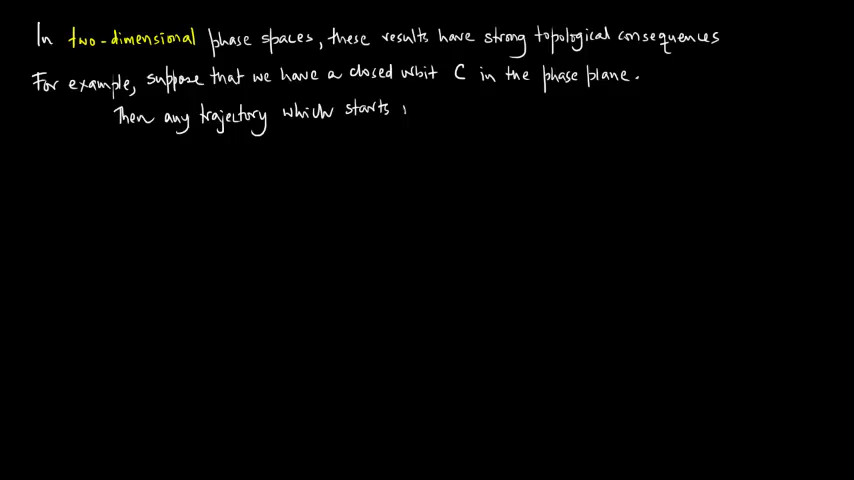 In two-dimensional phase spaces, these results have strong topological consequences
For example, suppose that we have a closed orbit C in the phase plane.
Then any trajectory which starts